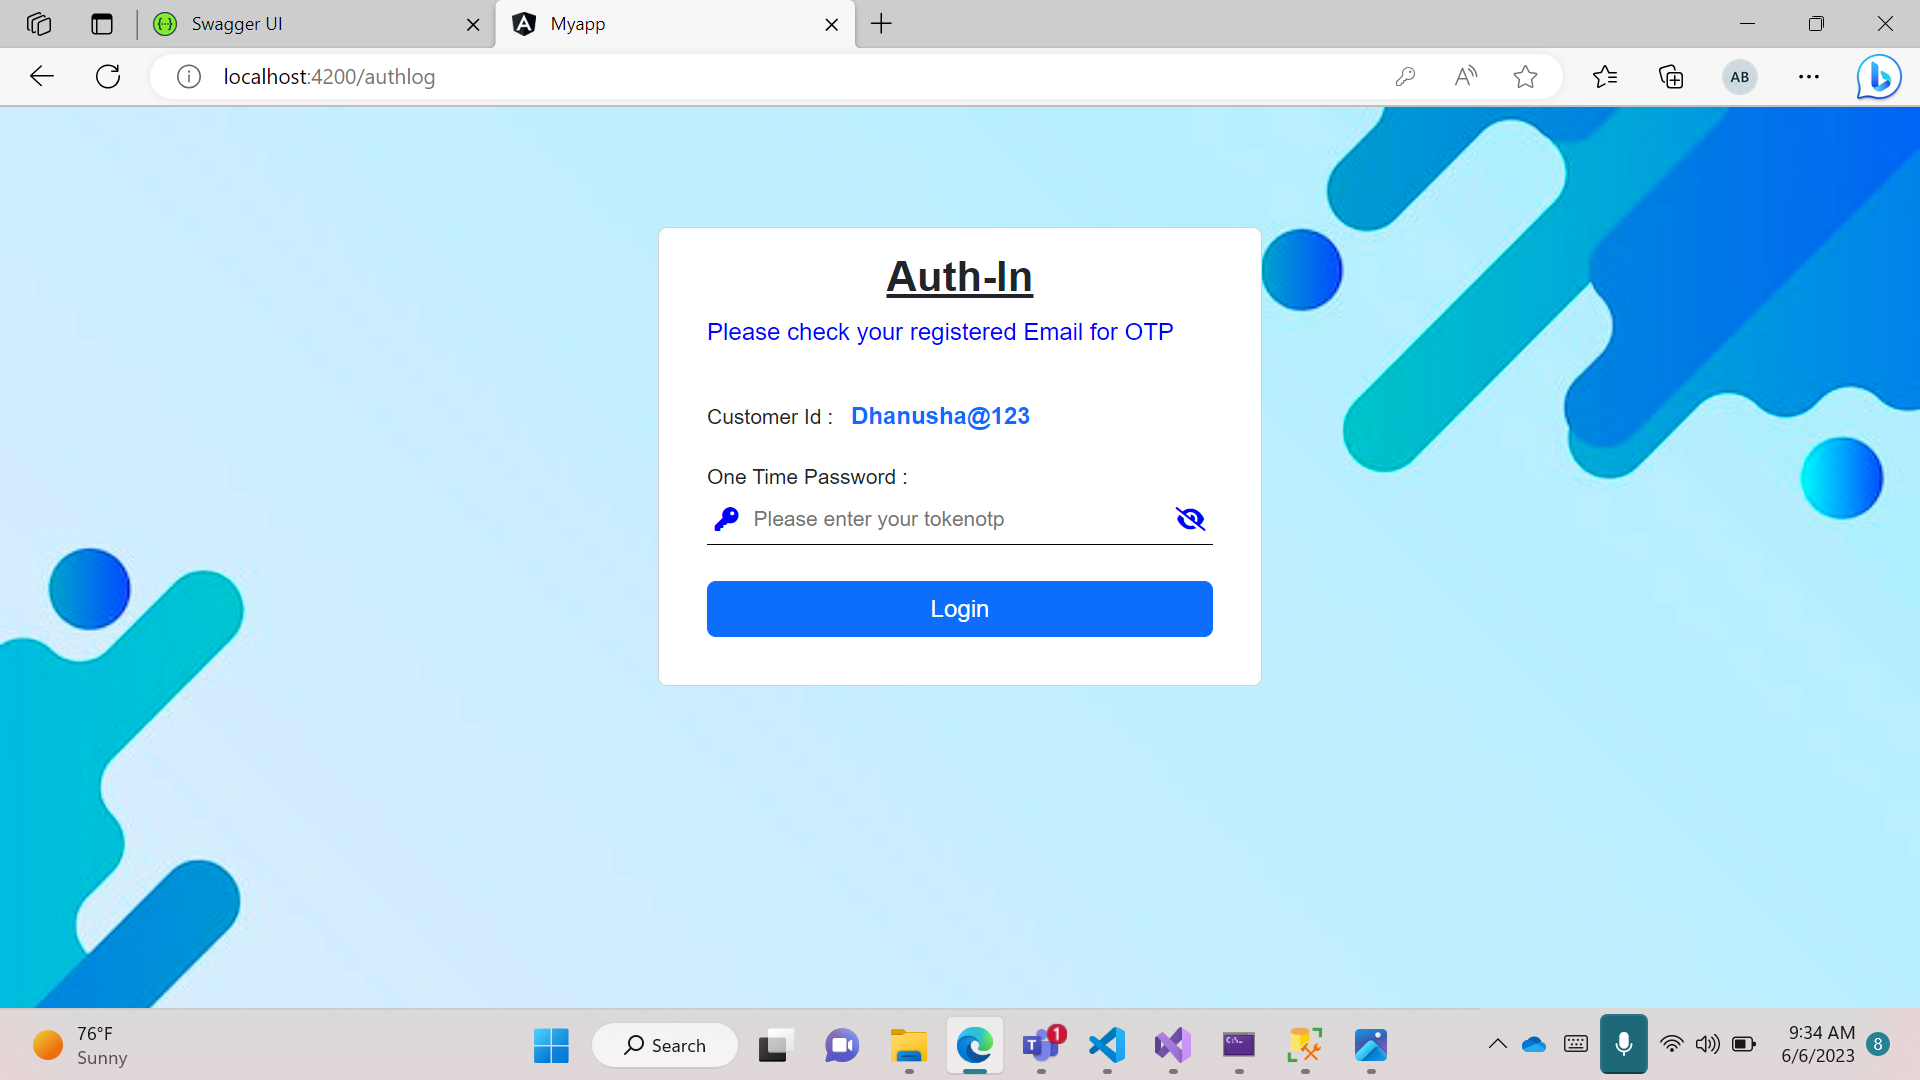 Swagger UI
Myapp
localhost:4200/authlog
AB
Auth-In
Please check your registered Email for OTP
Customer Id : Dhanusha@123
One Time Password :
Please enter your tokenotp
Login
76°F
Sunny
Search
1
9:34 AM
6/6/2023
8